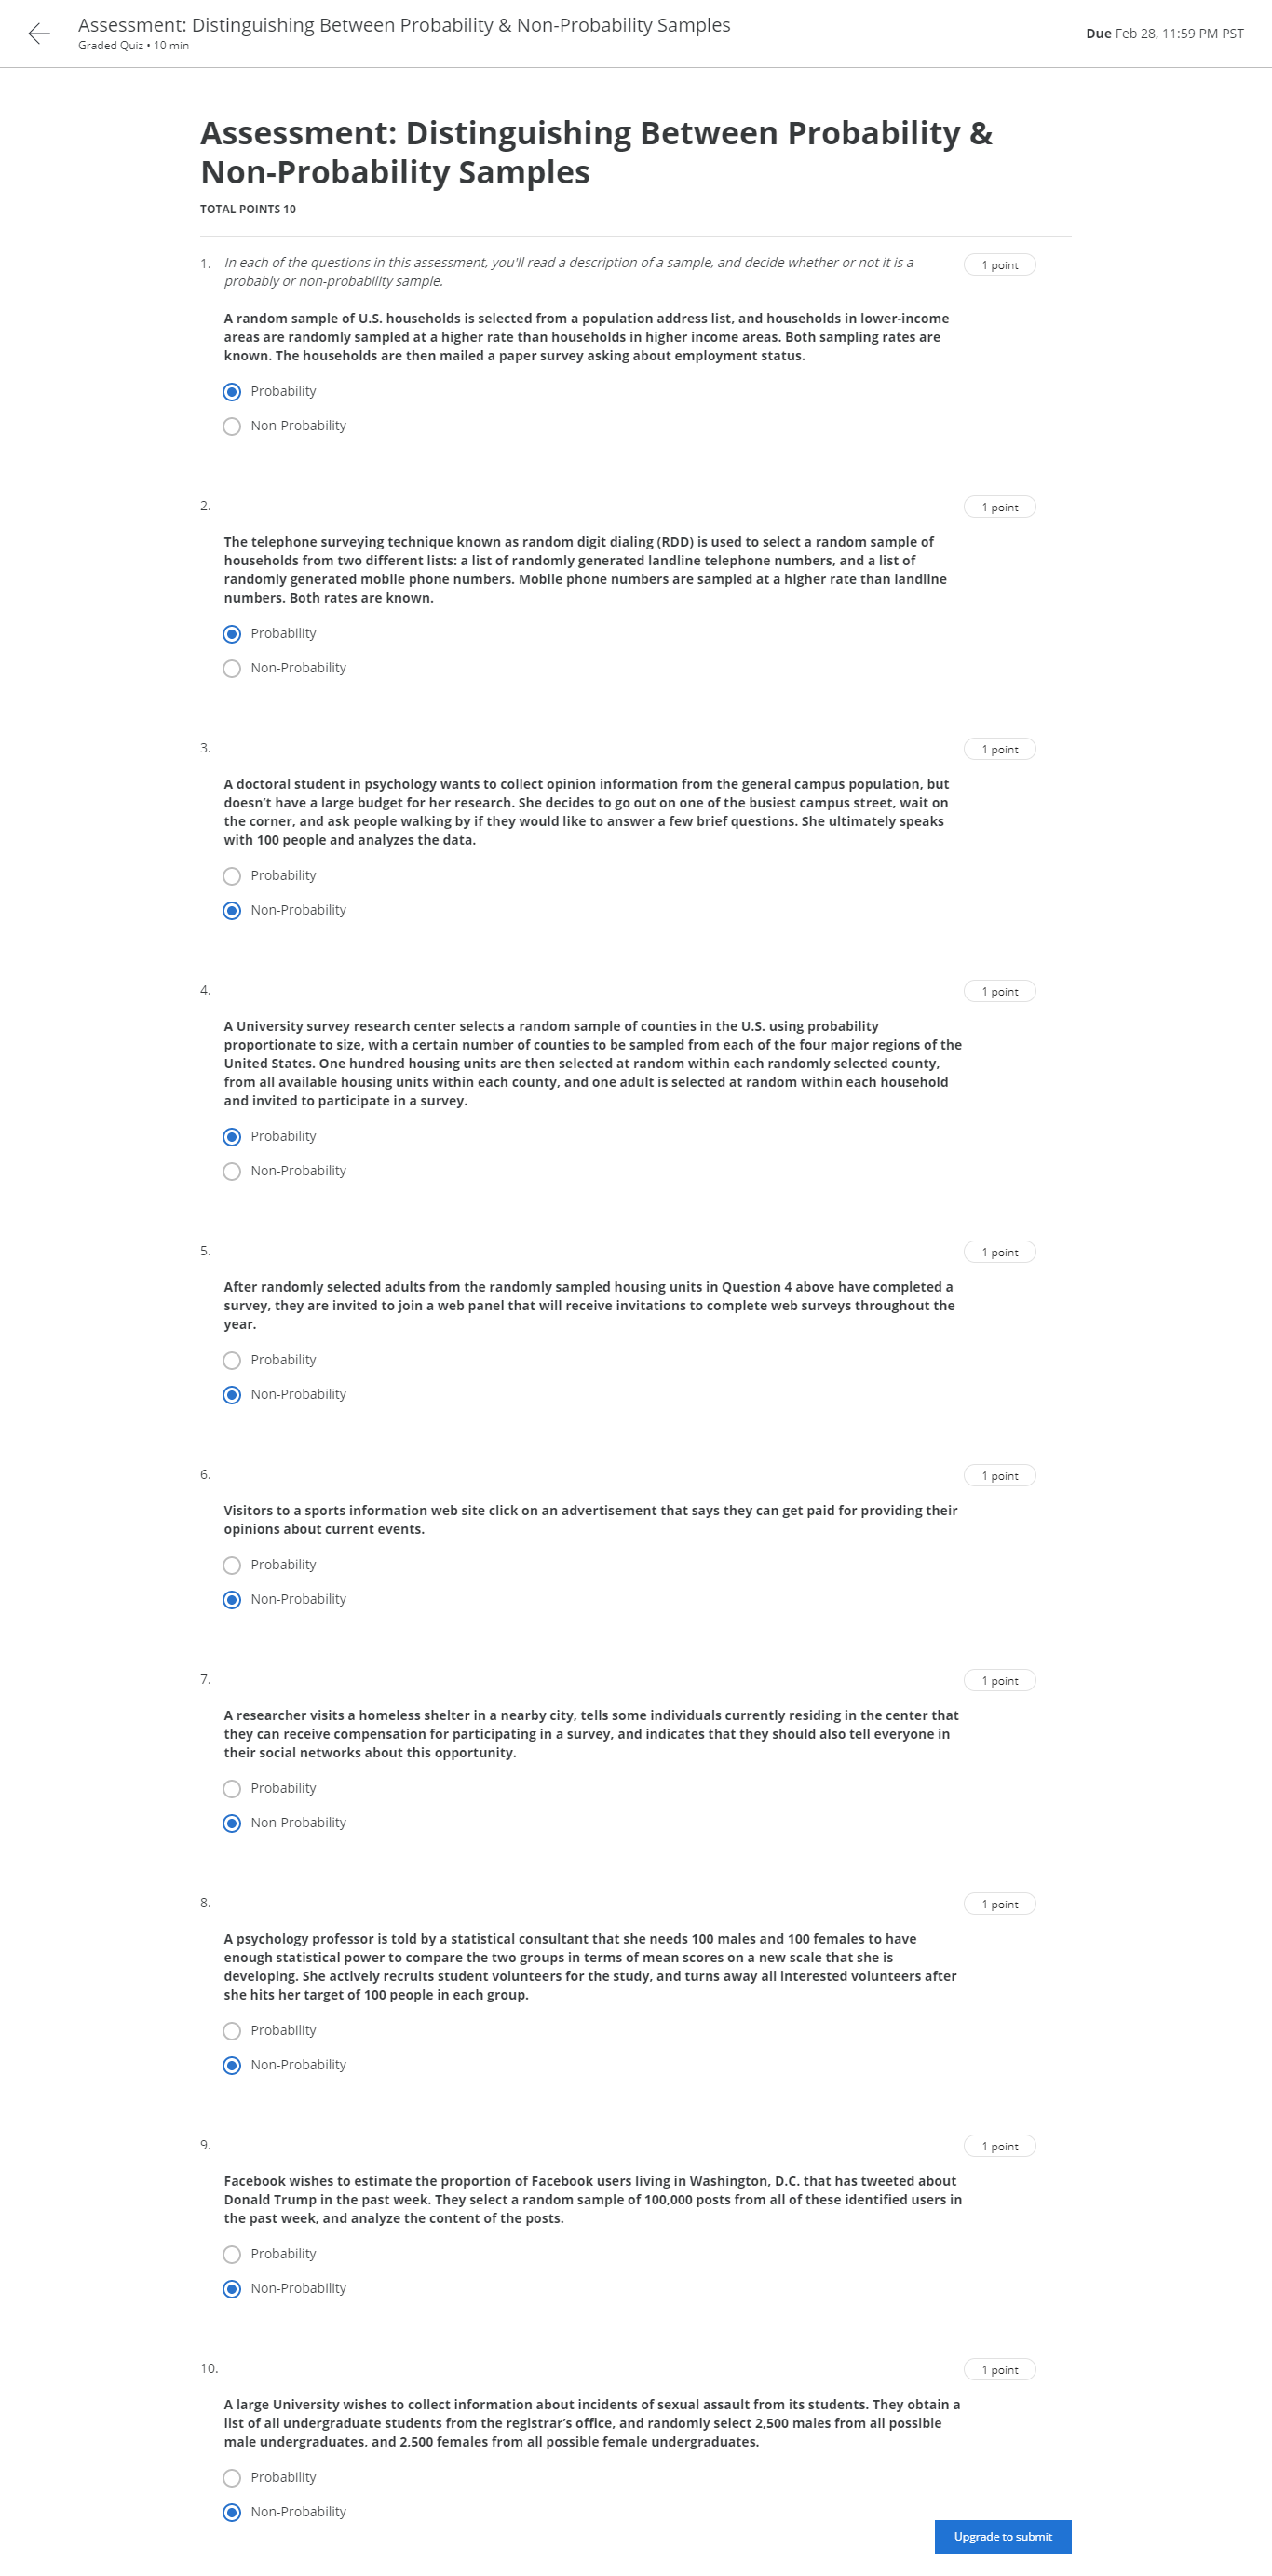 Assessment: Distinguishing Between Probability & Non-Probability Samples
Graded Quiz • 10 min
Due Feb 28, 11:59 PM PST
Assessment: Distinguishing Between Probability &
Non-Probability Samples
TOTAL POINTS 10
1. In each of the questions in this assessment, you'll read a description of a sample, and decide whether or not it is a
probably or non-probability sample.
1 point
A random sample of U.S. households is selected from a population address list, and households in lower-income
areas are randomly sampled at a higher rate than households in higher income areas. Both sampling rates are
known. The households are then mailed a paper survey asking about employment status.
Probability
Non-Probability
2.
1 point
The telephone surveying technique known as random digit dialing (RDD) is used to select a random sample of
households from two different lists: a list of randomly generated landline telephone numbers, and a list of
randomly generated mobile phone numbers. Mobile phone numbers are sampled at a higher rate than landline
numbers. Both rates are known.
Probability
Non-Probability
3.
1 point
A doctoral student in psychology wants to collect opinion information from the general campus population, but
doesn’t have a large budget for her research. She decides to go out on one of the busiest campus street, wait on
the corner, and ask people walking by if they would like to answer a few brief questions. She ultimately speaks
with 100 people and analyzes the data.
Probability
Non-Probability
4.
1 point
A University survey research center selects a random sample of counties in the U.S. using probability
proportionate to size, with a certain number of counties to be sampled from each of the four major regions of the
United States. One hundred housing units are then selected at random within each randomly selected county,
from all available housing units within each county, and one adult is selected at random within each household
and invited to participate in a survey.
Probability
Non-Probability
5.
1 point
After randomly selected adults from the randomly sampled housing units in Question 4 above have completed a
survey, they are invited to join a web panel that will receive invitations to complete web surveys throughout the
year.
Probability
Non-Probability
6.
1 point
Visitors to a sports information web site click on an advertisement that says they can get paid for providing their
opinions about current events.
Probability
Non-Probability
7.
1 point
A researcher visits a homeless shelter in a nearby city, tells some individuals currently residing in the center that
they can receive compensation for participating in a survey, and indicates that they should also tell everyone in
their social networks about this opportunity.
Probability
Non-Probability
8.
1 point
A psychology professor is told by a statistical consultant that she needs 100 males and 100 females to have
enough statistical power to compare the two groups in terms of mean scores on a new scale that she is
developing. She actively recruits student volunteers for the study, and turns away all interested volunteers after
she hits her target of 100 people in each group.
Probability
Non-Probability
9.
1 point
Facebook wishes to estimate the proportion of Facebook users living in Washington, D.C. that has tweeted about
Donald Trump in the past week. They select a random sample of 100,000 posts from all of these identified users in
the past week, and analyze the content of the posts.
Probability
Non-Probability
10.
1 point
A large University wishes to collect information about incidents of sexual assault from its students. They obtain a
list of all undergraduate students from the registrar’s office, and randomly select 2,500 males from all possible
male undergraduates, and 2,500 females from all possible female undergraduates.
Probability
Non-Probability
Upgrade to submit